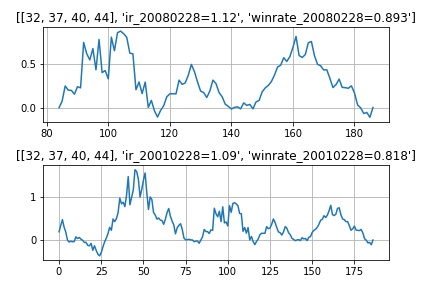 [[32, 37, 40, 44], 'ir_20080228=1.12', 'winrate_20080228=0.893']
0.5
0.0
80 100 120 140 160 180
[[32, 37, 40, 44], 'ir_20010228=1.09', 'winrate_20010228=0.818']
1
0
0 25 50 75 100 125 150 175